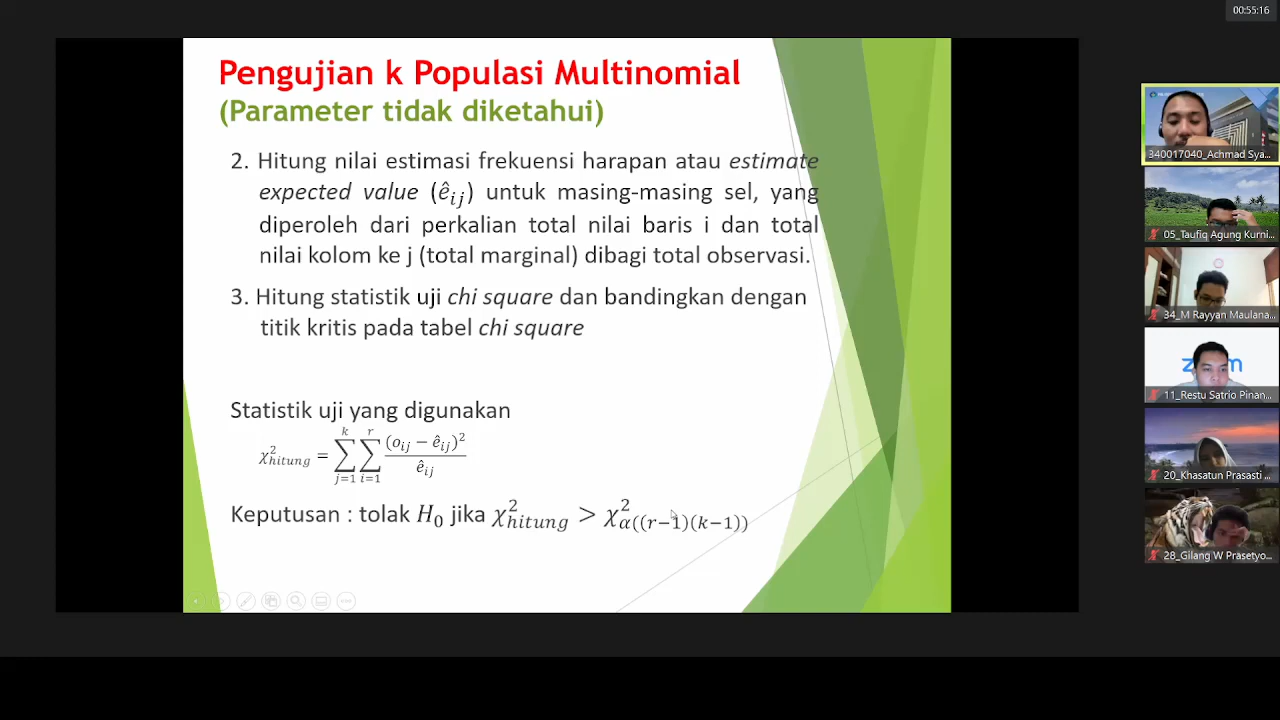 00:55:16
Pengujian k Populasi Multinomial
(Parameter tidak diketahui)
2. Hitung nilai estimasi frekuensi harapan atau estimate
expected value (ê_ij) untuk masing-masing sel, yang
diperoleh dari perkalian total nilai baris i dan total
nilai kolom ke j (total marginal) dibagi total observasi.
3. Hitung statistik uji chi square dan bandingkan dengan
titik kritis pada tabel chi square
Statistik uji yang digunakan
χ²_hitung = ∑_{j=1}^{k} ∑_{i=1}^{r} (o_ij − ê_ij)² / ê_ij
Keputusan : tolak H₀ jika χ²_hitung > χ²_α((r−1)(k−1))
340017040_Achmad Sya...
05_Taufiq Agung Kurni...
34_M Rayyan Maulana...
11_Restu Satrio Pinan...
20_Khasatun Prasasti ...
28_Gilang W Prasetyo...